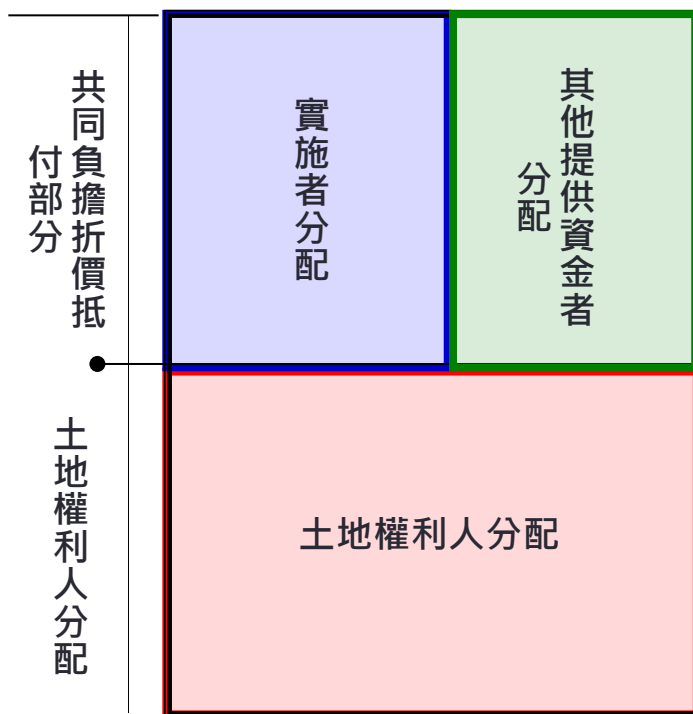 共同負擔折價抵
付部分
實施者分配
其他提供資金者
分配
土地權利人分配
土地權利人分配